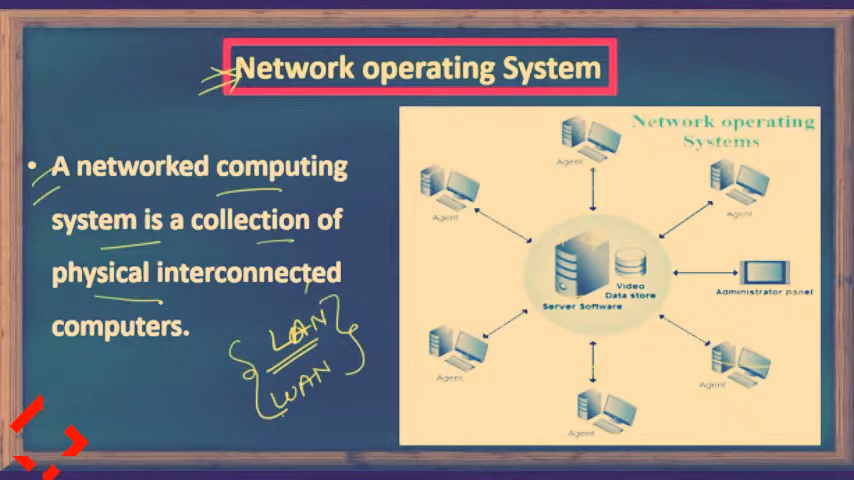 Network operating System
• A networked computing
system is a collection of
physical interconnected
computers.
LAN
WAN
Network operating
Systems
Agent
Agent
Agent
Video
Data store
Server Software
Administrator panel
Agent
Agent
Agent